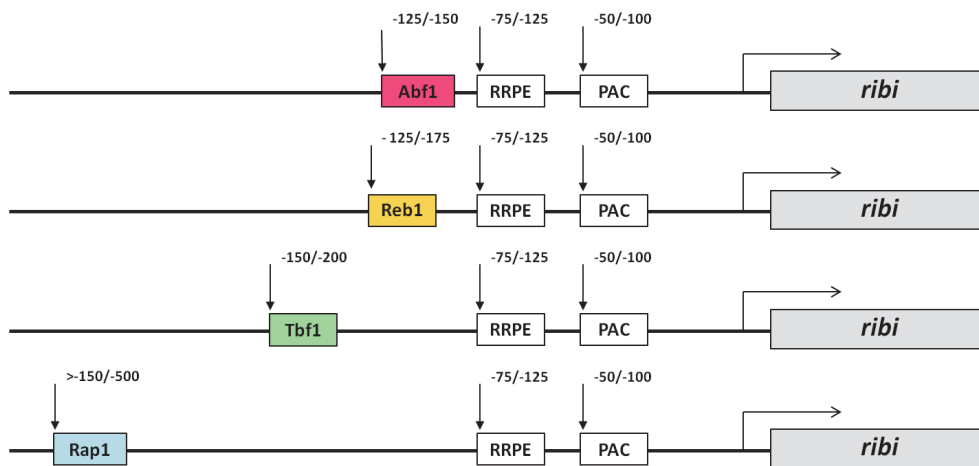 -125/-150 -75/-125 -50/-100
Abf1 RRPE PAC ribi
- 125/-175 -75/-125 -50/-100
Reb1 RRPE PAC ribi
-150/-200 -75/-125 -50/-100
Tbf1 RRPE PAC ribi
>-150/-500 -75/-125 -50/-100
Rap1 RRPE PAC ribi